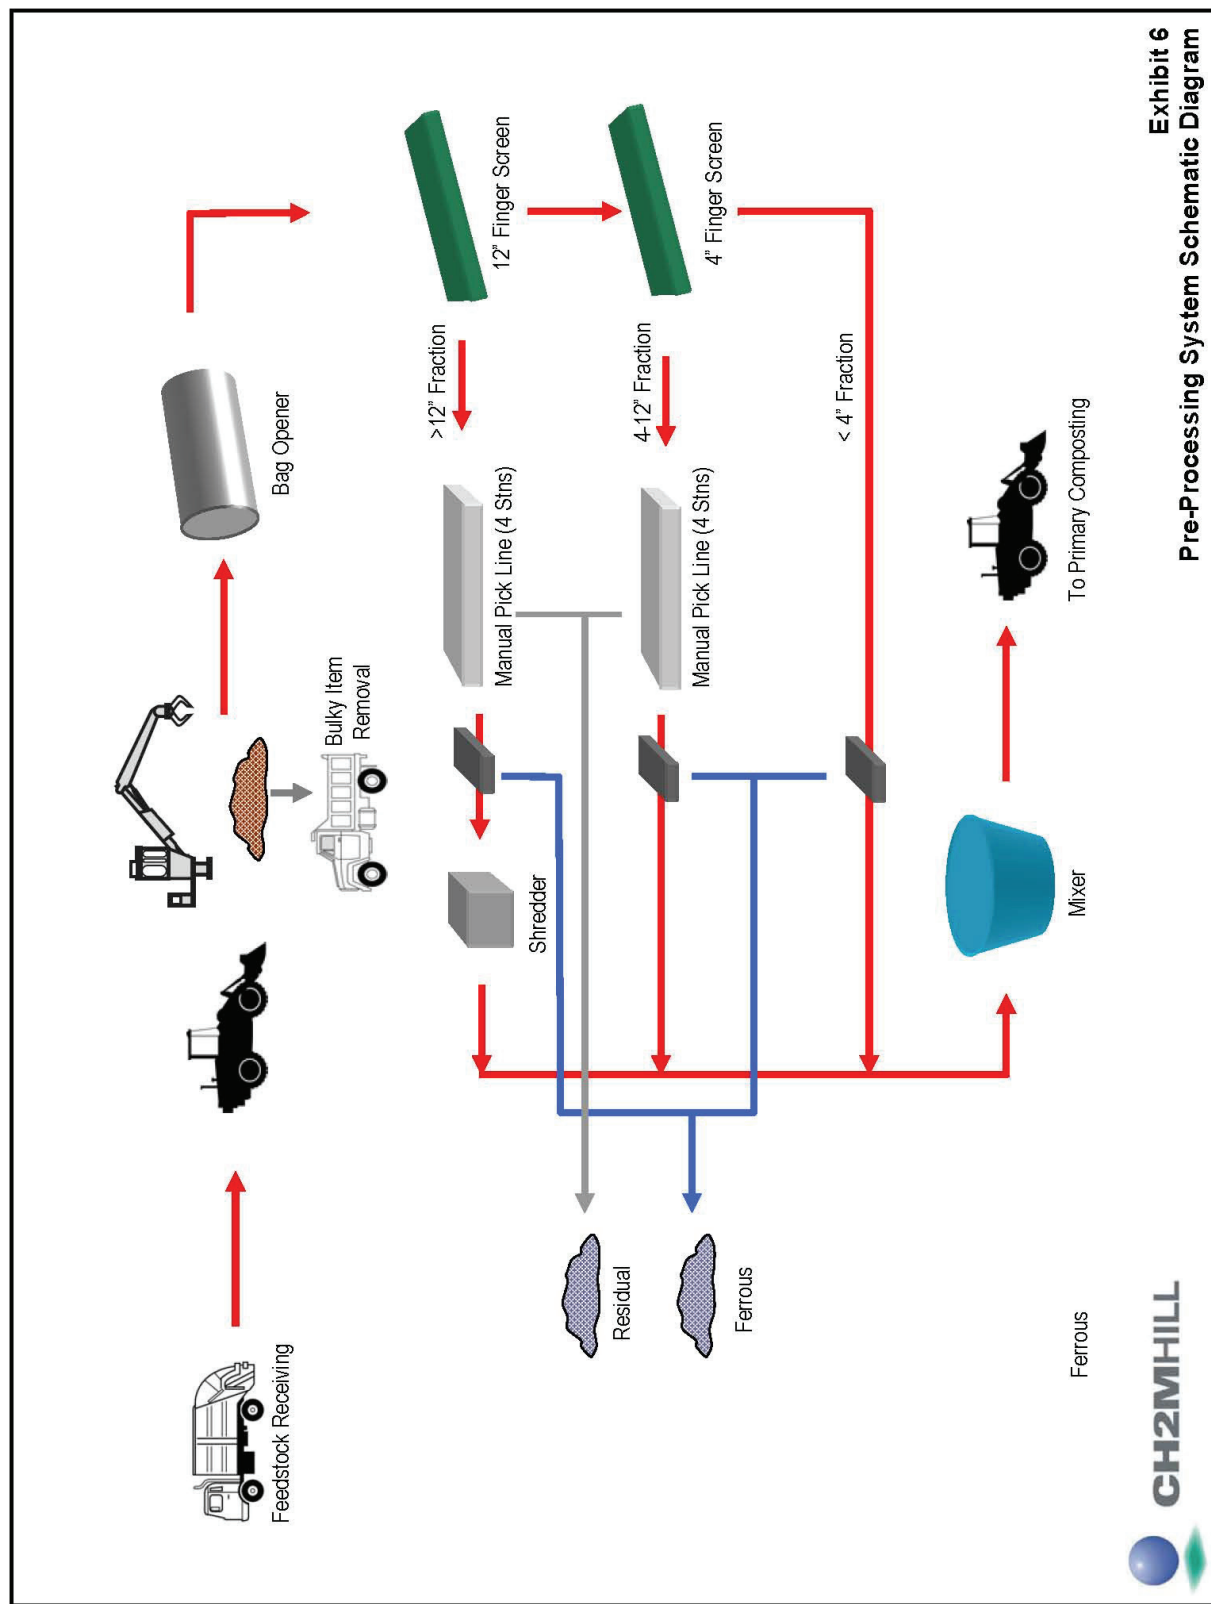 Feedstock Receiving
Bulky Item
Removal
Bag Opener
12” Finger Screen
>12” Fraction
Manual Pick Line (4 Stns)
Shredder
4” Finger Screen
4-12” Fraction
Manual Pick Line (4 Stns)
< 4” Fraction
Residual
Ferrous
Mixer
To Primary Composting
Ferrous
CH2MHILL
Exhibit 6
Pre-Processing System Schematic Diagram